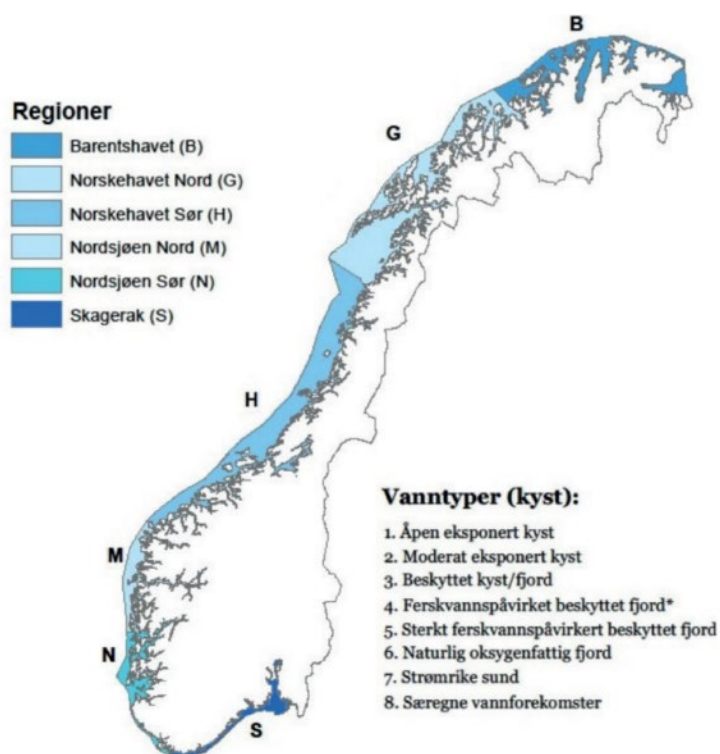 B
G
Regioner
Barentshavet (B)
Norskehavet Nord (G)
Norskehavet Sør (H)
Nordsjøen Nord (M)
Nordsjøen Sør (N)
Skagerak (S)
H
M
N
S
Vanntyper (kyst):
1. Åpen eksponert kyst
2. Moderat eksponert kyst
3. Beskyttet kyst/fjord
4. Ferskvannspåvirket beskyttet fjord*
5. Sterkt ferskvannspåvirkert beskyttet fjord
6. Naturlig oksygenfattig fjord
7. Strømrike sund
8. Særegne vannforekomster